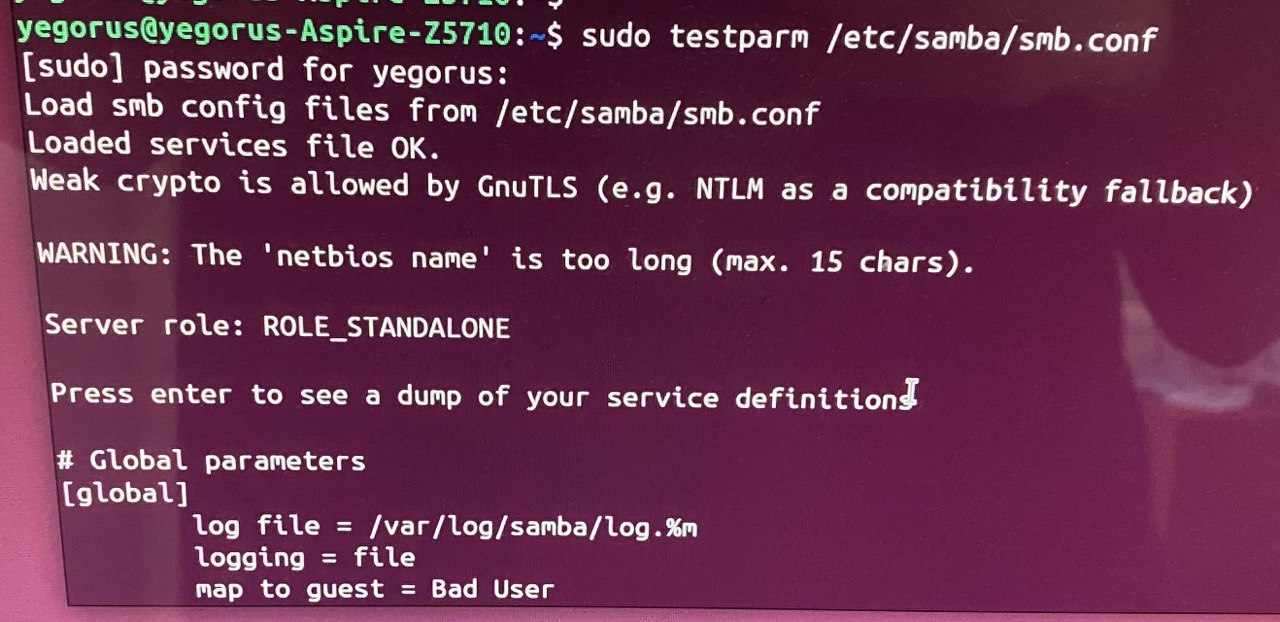 yegorus@yegorus-Aspire-Z5710:~$ sudo testparm /etc/samba/smb.conf
[sudo] password for yegorus:
Load smb config files from /etc/samba/smb.conf
Loaded services file OK.
Weak crypto is allowed by GnuTLS (e.g. NTLM as a compatibility fallback)
WARNING: The 'netbios name' is too long (max. 15 chars).
Server role: ROLE_STANDALONE
Press enter to see a dump of your service definitions
# Global parameters
[global]
log file = /var/log/samba/log.%m
logging = file
map to guest = Bad User